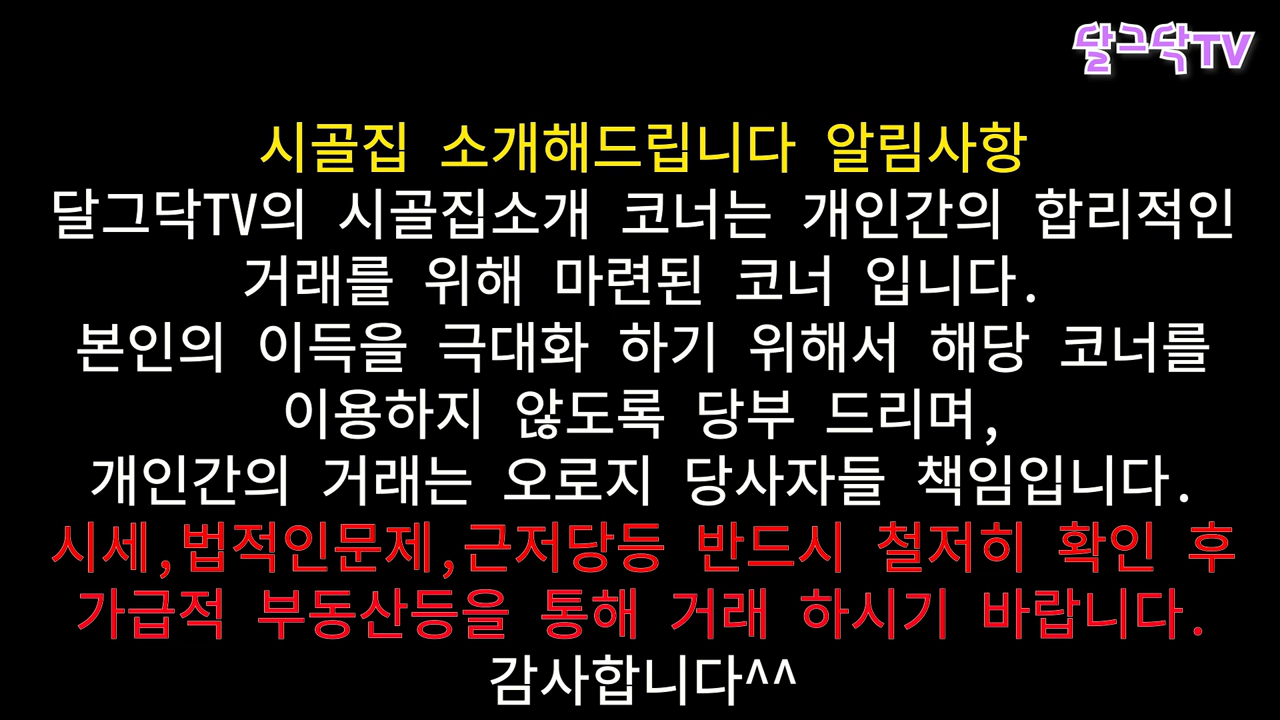 달그닥TV
시골집 소개해드립니다 알림사항
달그닥TV의 시골집소개 코너는 개인간의 합리적인
거래를 위해 마련된 코너 입니다.
본인의 이득을 극대화 하기 위해서 해당 코너를
이용하지 않도록 당부 드리며,
개인간의 거래는 오로지 당사자들 책임입니다.
시세,법적인문제,근저당등 반드시 철저히 확인 후
가급적 부동산등을 통해 거래 하시기 바랍니다.
감사합니다^^